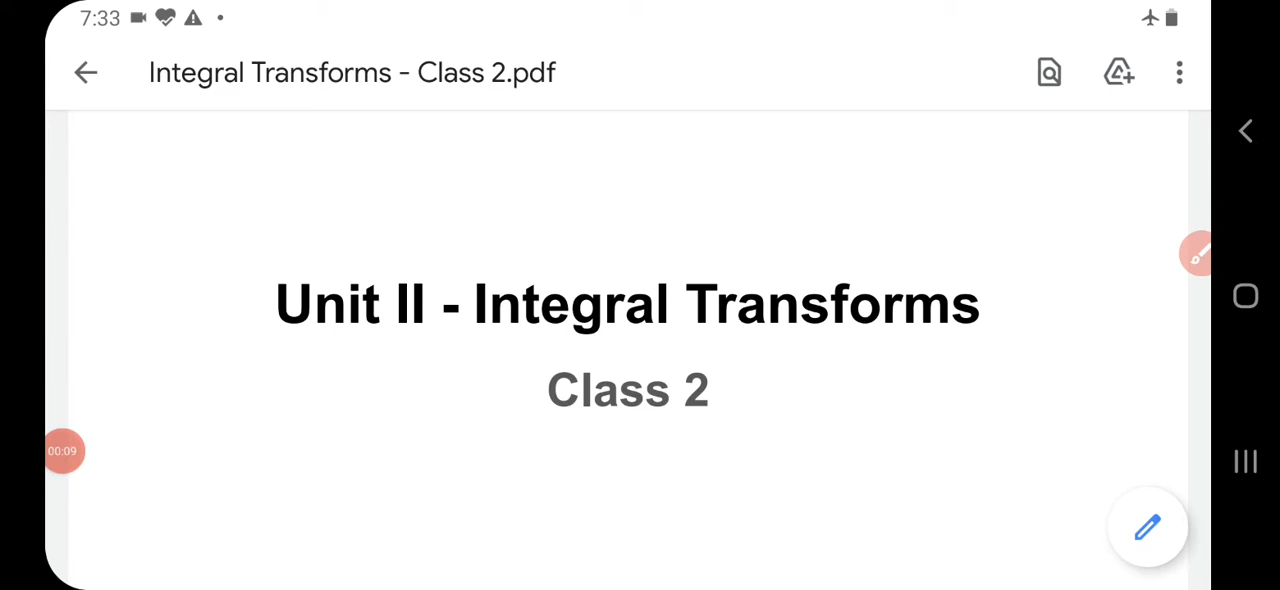 7:33
Integral Transforms - Class 2.pdf
Unit II - Integral Transforms
Class 2
00:09